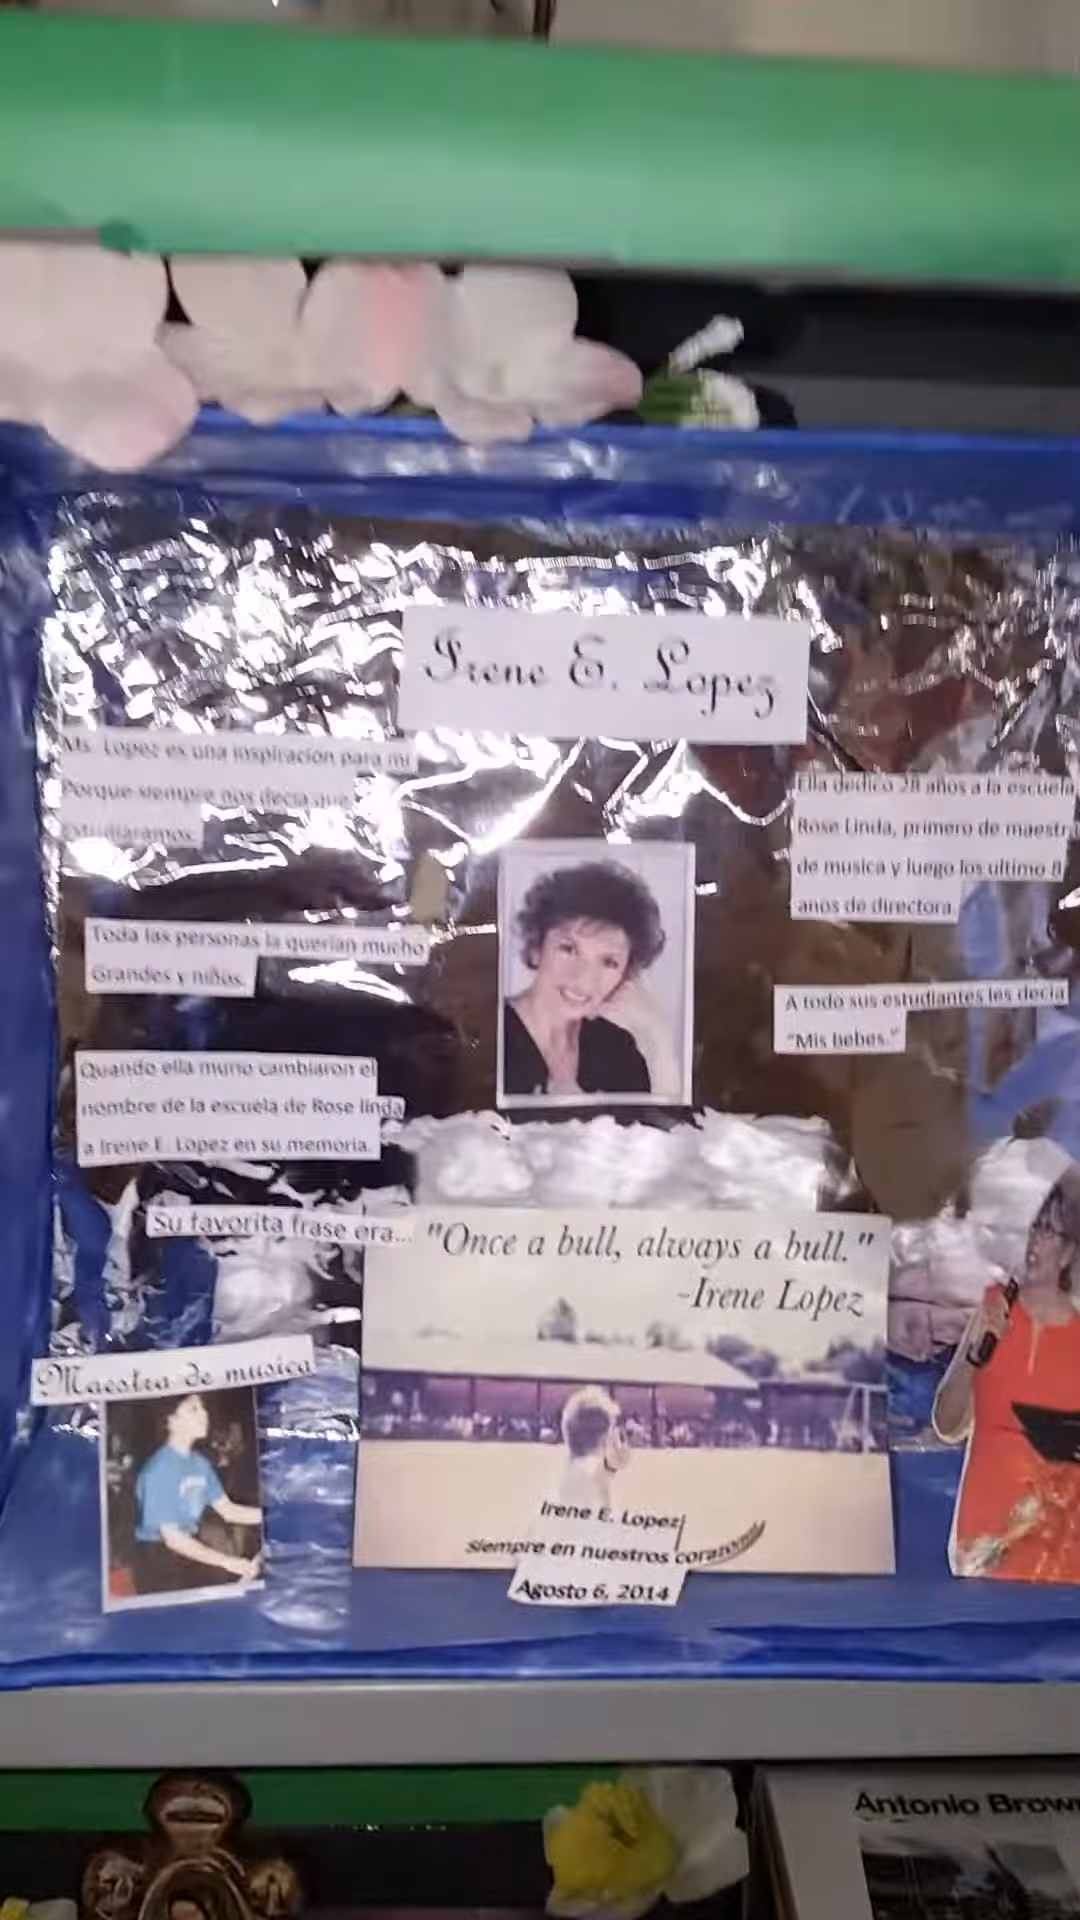 Irene E. Lopez
Ms. Lopez es una inspiracion para mi
Porque siempre nos decia que
estudiaramos.
Toda las personas la querian mucho
Grandes y niños.
Quando ella murio cambiaron el
nombre de la escuela de Rose linda
a Irene E. Lopez en su memoria.
Ella dedico 28 años a la escuela
Rose Linda, primero de maestra
de musica y luego los ultimo 8
anos de directora.
A todo sus estudiantes les decia
“Mis bebes.”
Su favorita frase era...
"Once a bull, always a bull."
-Irene Lopez
Maestra de musica
Irene E. Lopez
siempre en nuestros corazones
Agosto 6, 2014
Antonio Brown